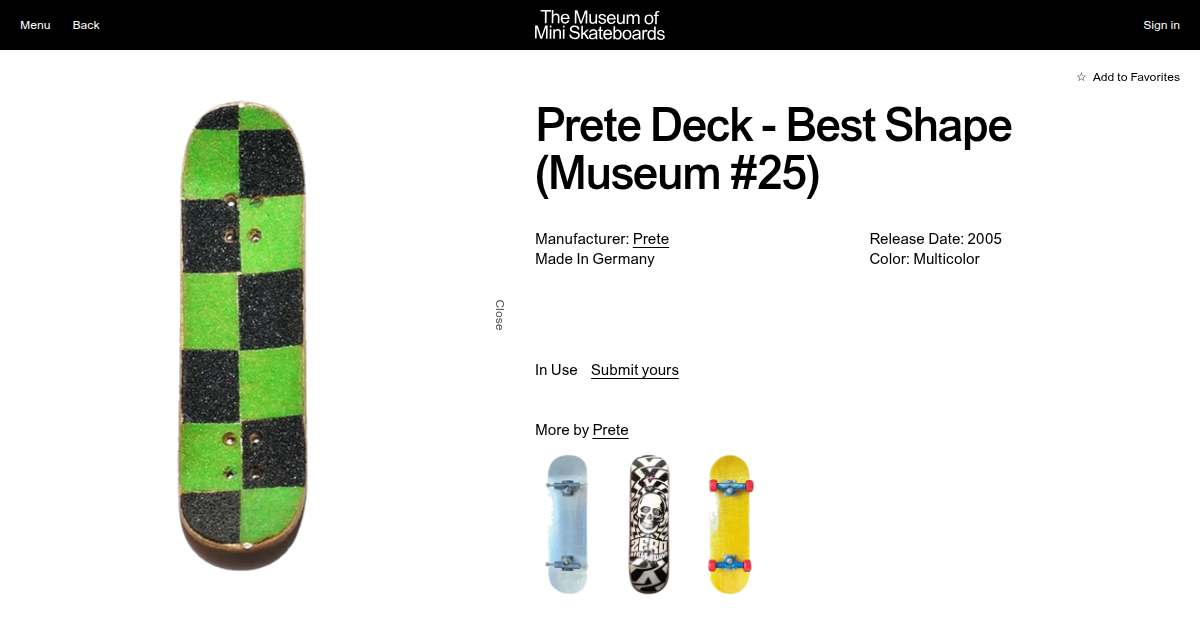 Menu
Back
The Museum of
Mini Skateboards
Sign in
☆ Add to Favorites
Prete Deck - Best Shape
(Museum #25)
Manufacturer: Prete
Made In Germany
Release Date: 2005
Color: Multicolor
Close
In Use
Submit yours
More by Prete
ZERO